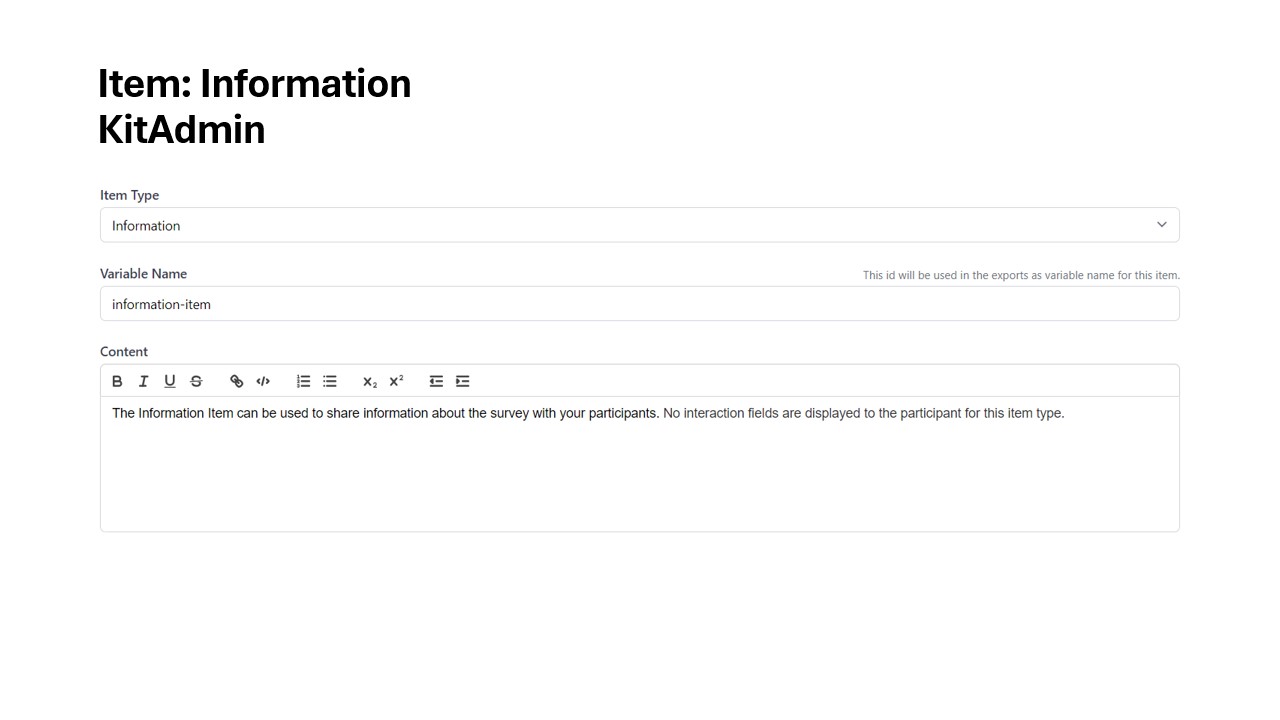 Item: Information
KitAdmin
Item Type
Information
Variable Name
This id will be used in the exports as variable name for this item.
information-item
Content
B I U S </> X₂ X²
The Information Item can be used to share information about the survey with your participants. No interaction fields are displayed to the participant for this item type.